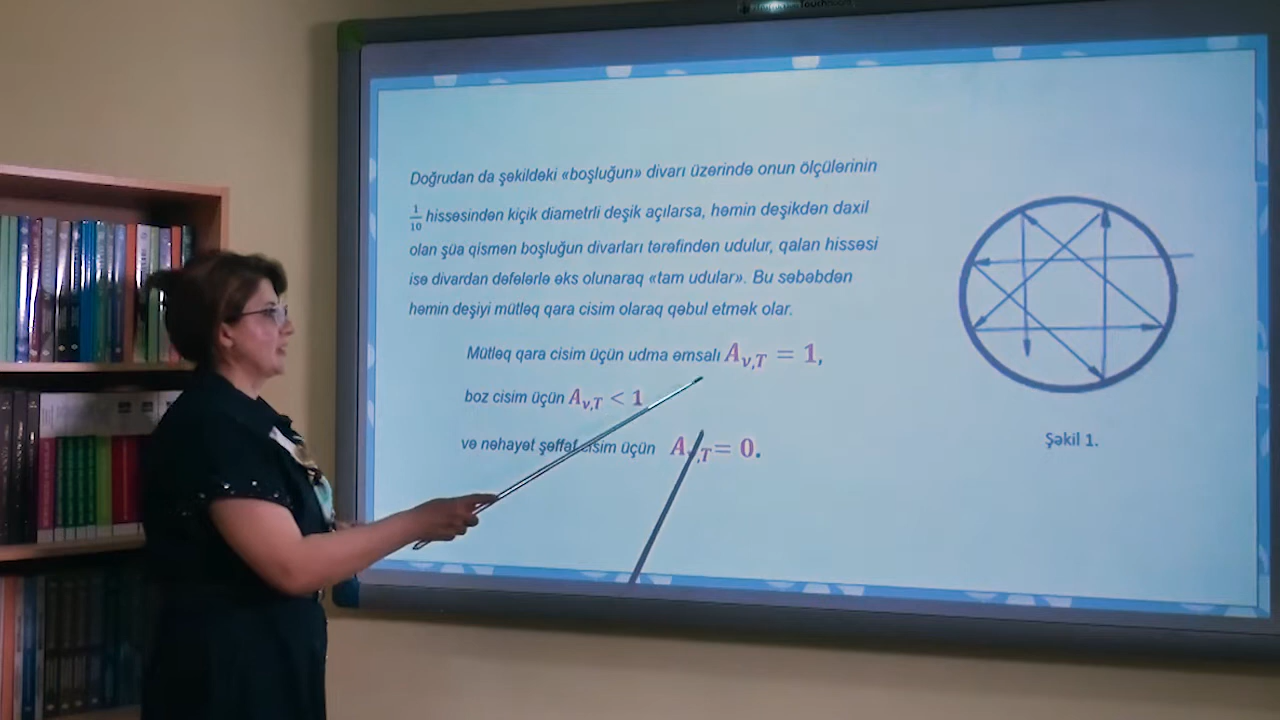 Doğrudan da şəkildəki «boşluğun» divarı üzərində onun ölçülərinin
1/10 hissəsindən kiçik diametrli deşik açılarsa, həmin deşikdən daxil
olan şüa qismən boşluğun divarları tərəfindən udulur, qalan hissəsi
isə divardan dəfələrlə əks olunaraq «tam udular». Bu səbəbdən
həmin deşiyi mütləq qara cisim olaraq qəbul etmək olar.
Mütləq qara cisim üçün udma əmsalı A_ν,T = 1,
boz cisim üçün A_ν,T < 1
və nəhayət şəffaf cisim üçün A_ν,T = 0.
Şəkil 1.